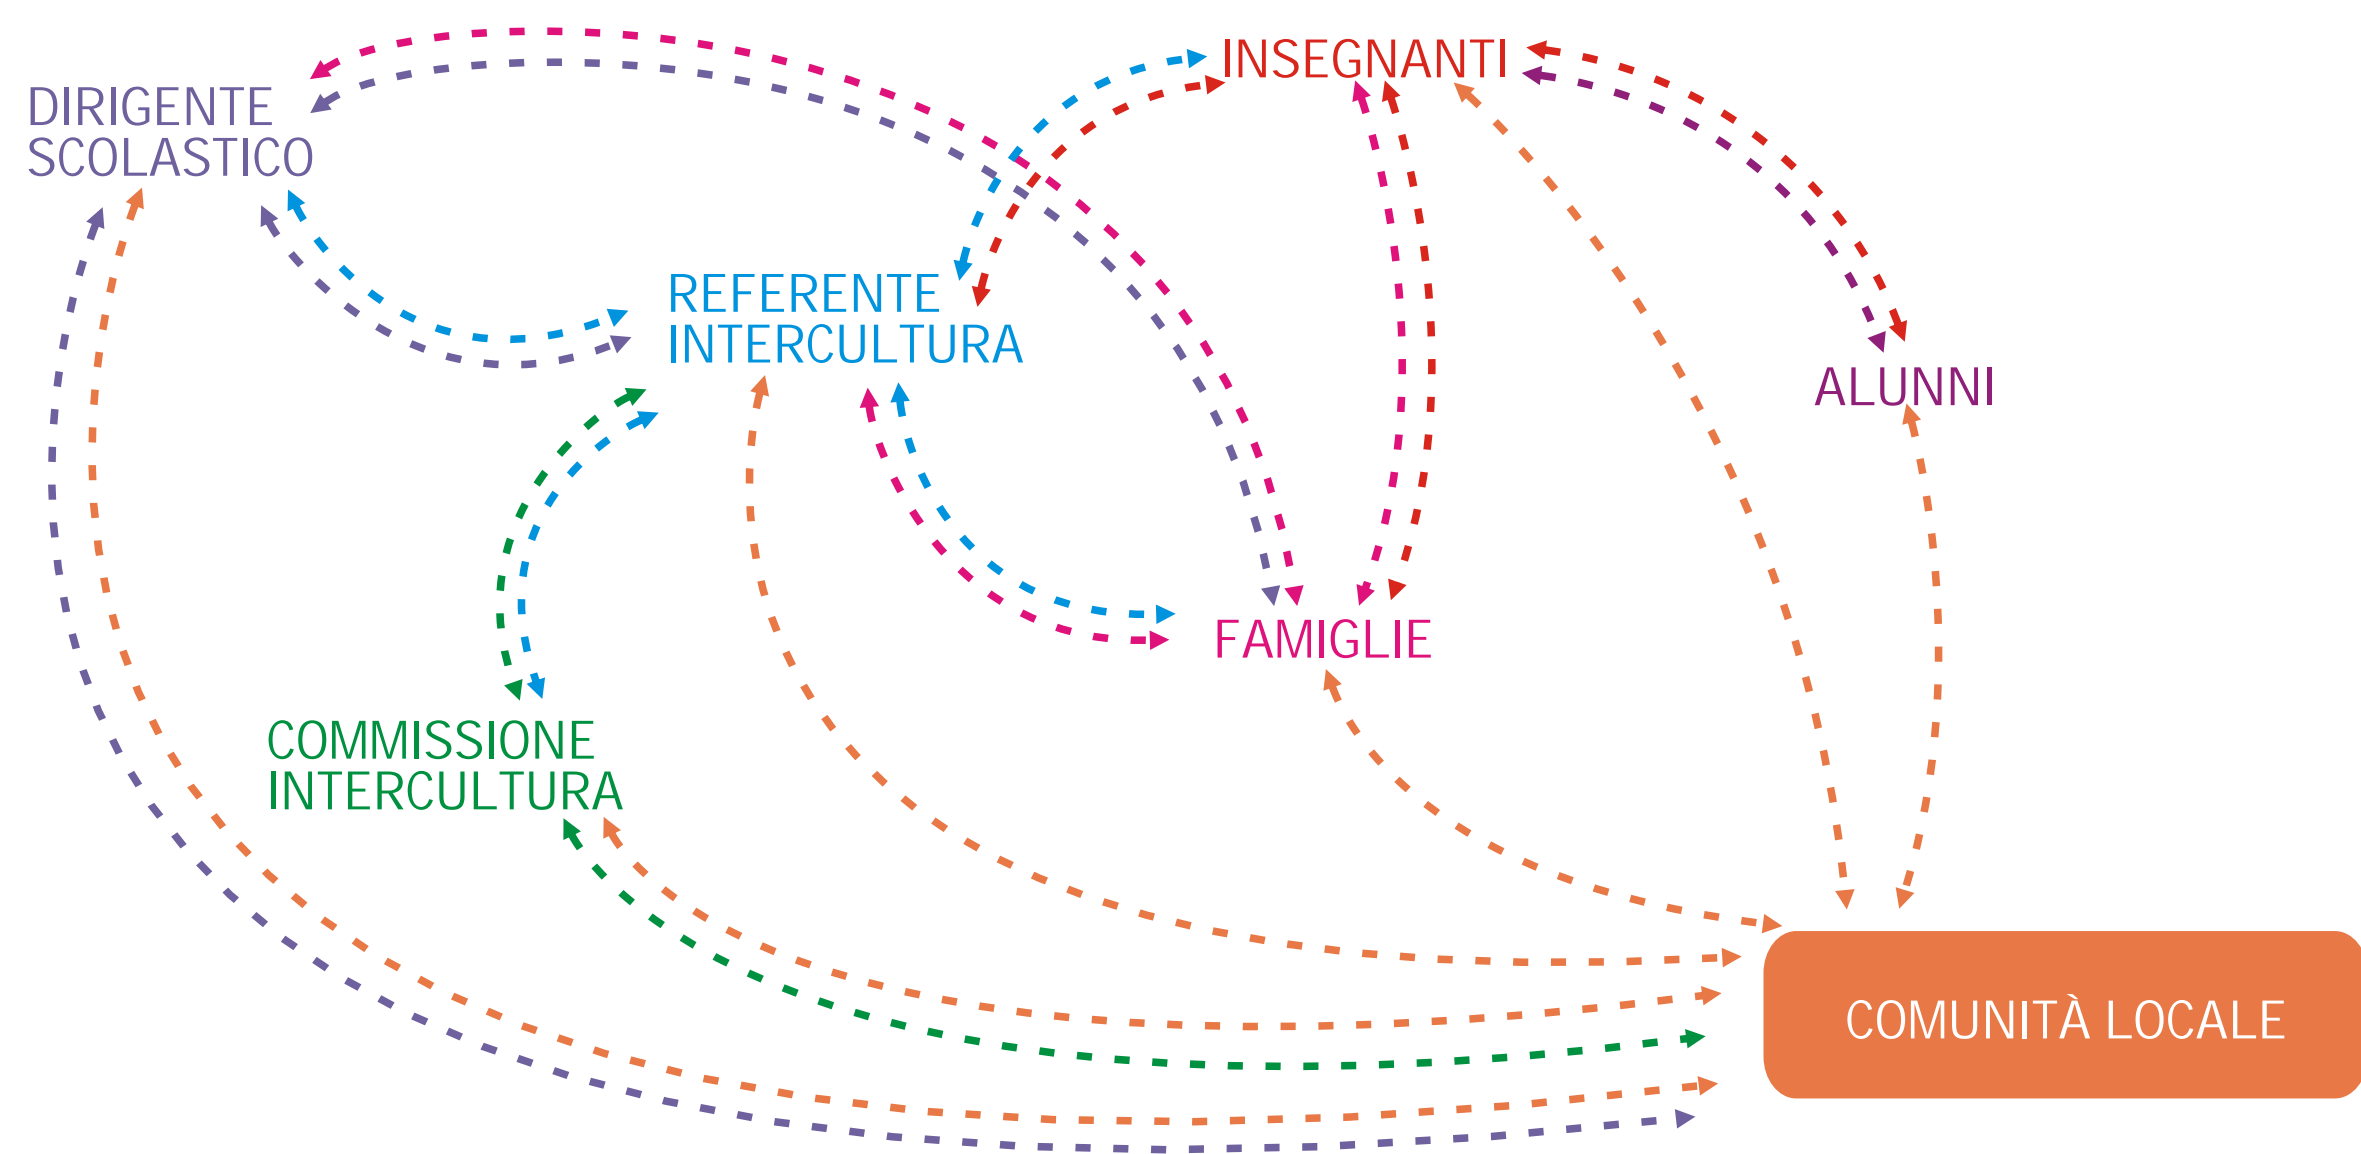 INSEGNANTI
DIRIGENTE
SCOLASTICO
REFERENTE
INTERCULTURA
ALUNNI
FAMIGLIE
COMMISSIONE
INTERCULTURA
COMUNITÀ LOCALE